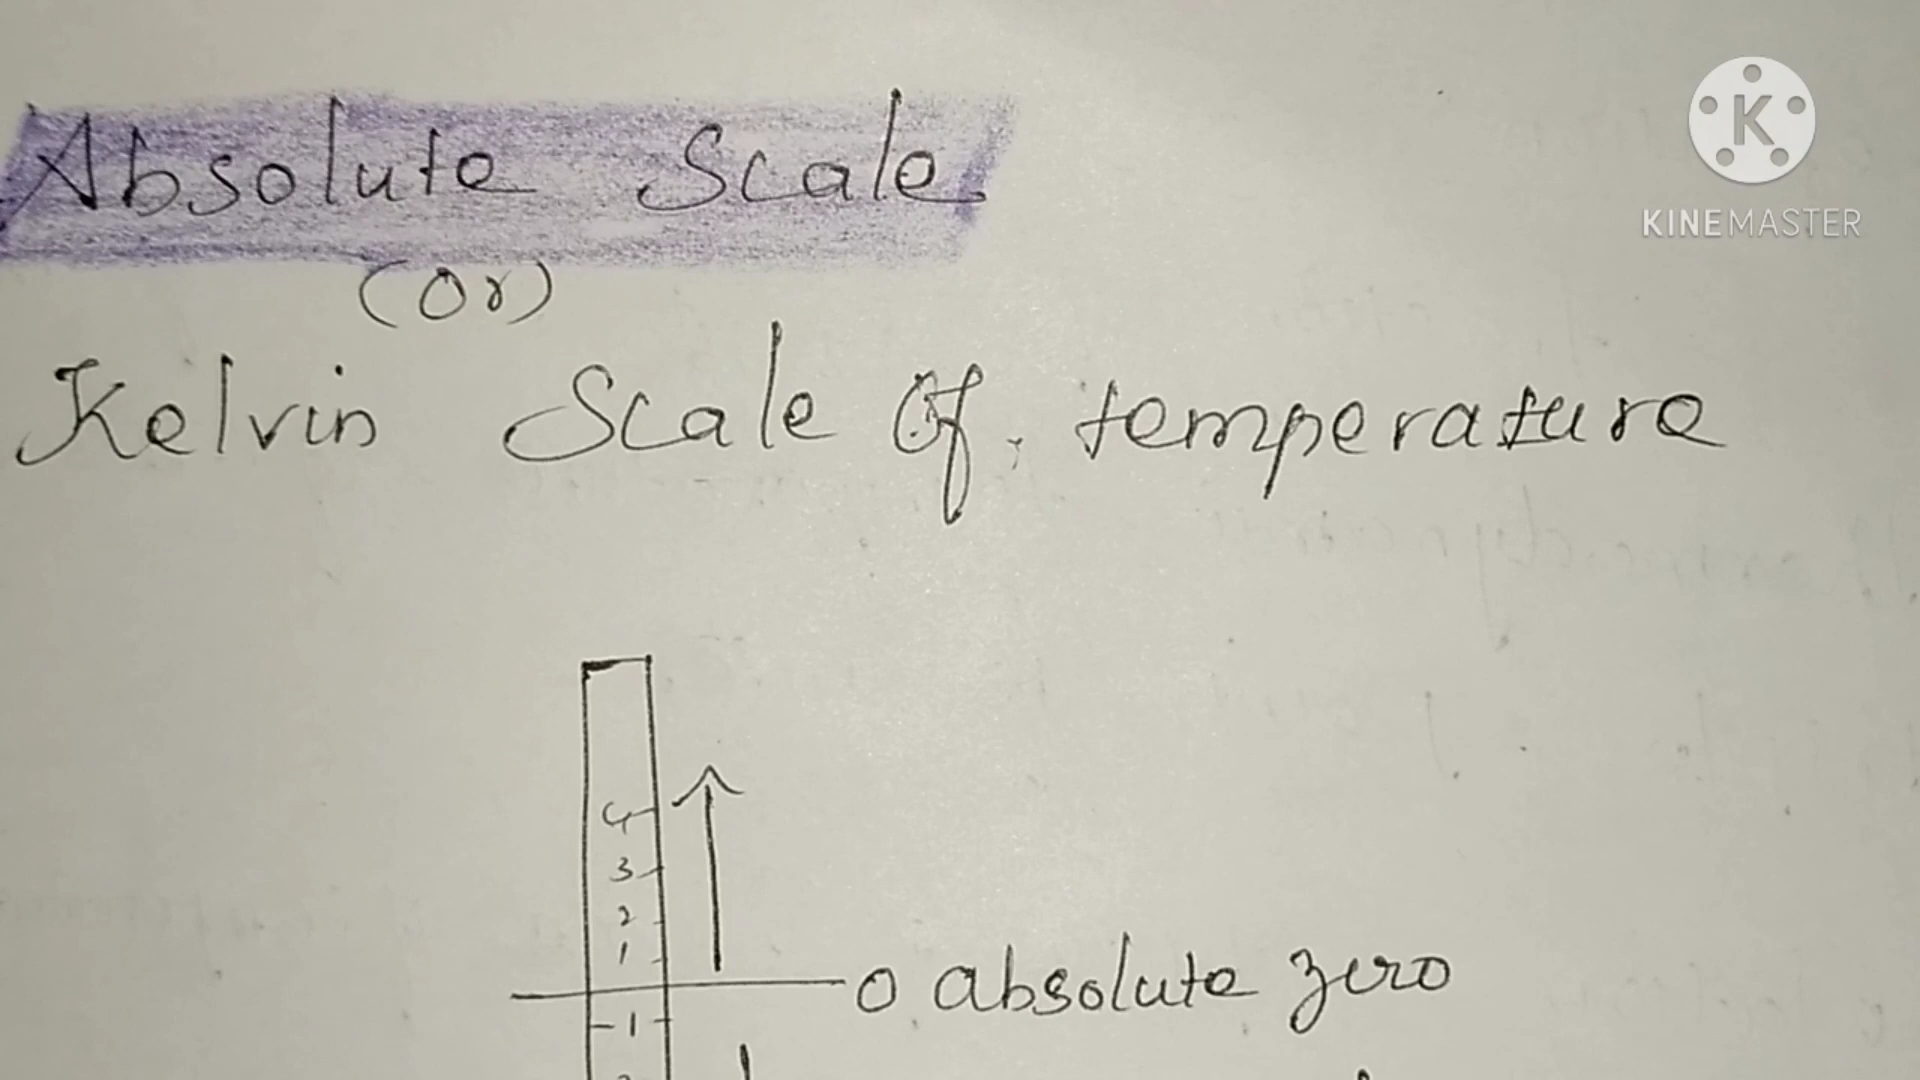 K
KINEMASTER
Absolute Scale.
(Or)
Kelvin Scale Of temperature
4
3
2
1
0 absolute zero
-1